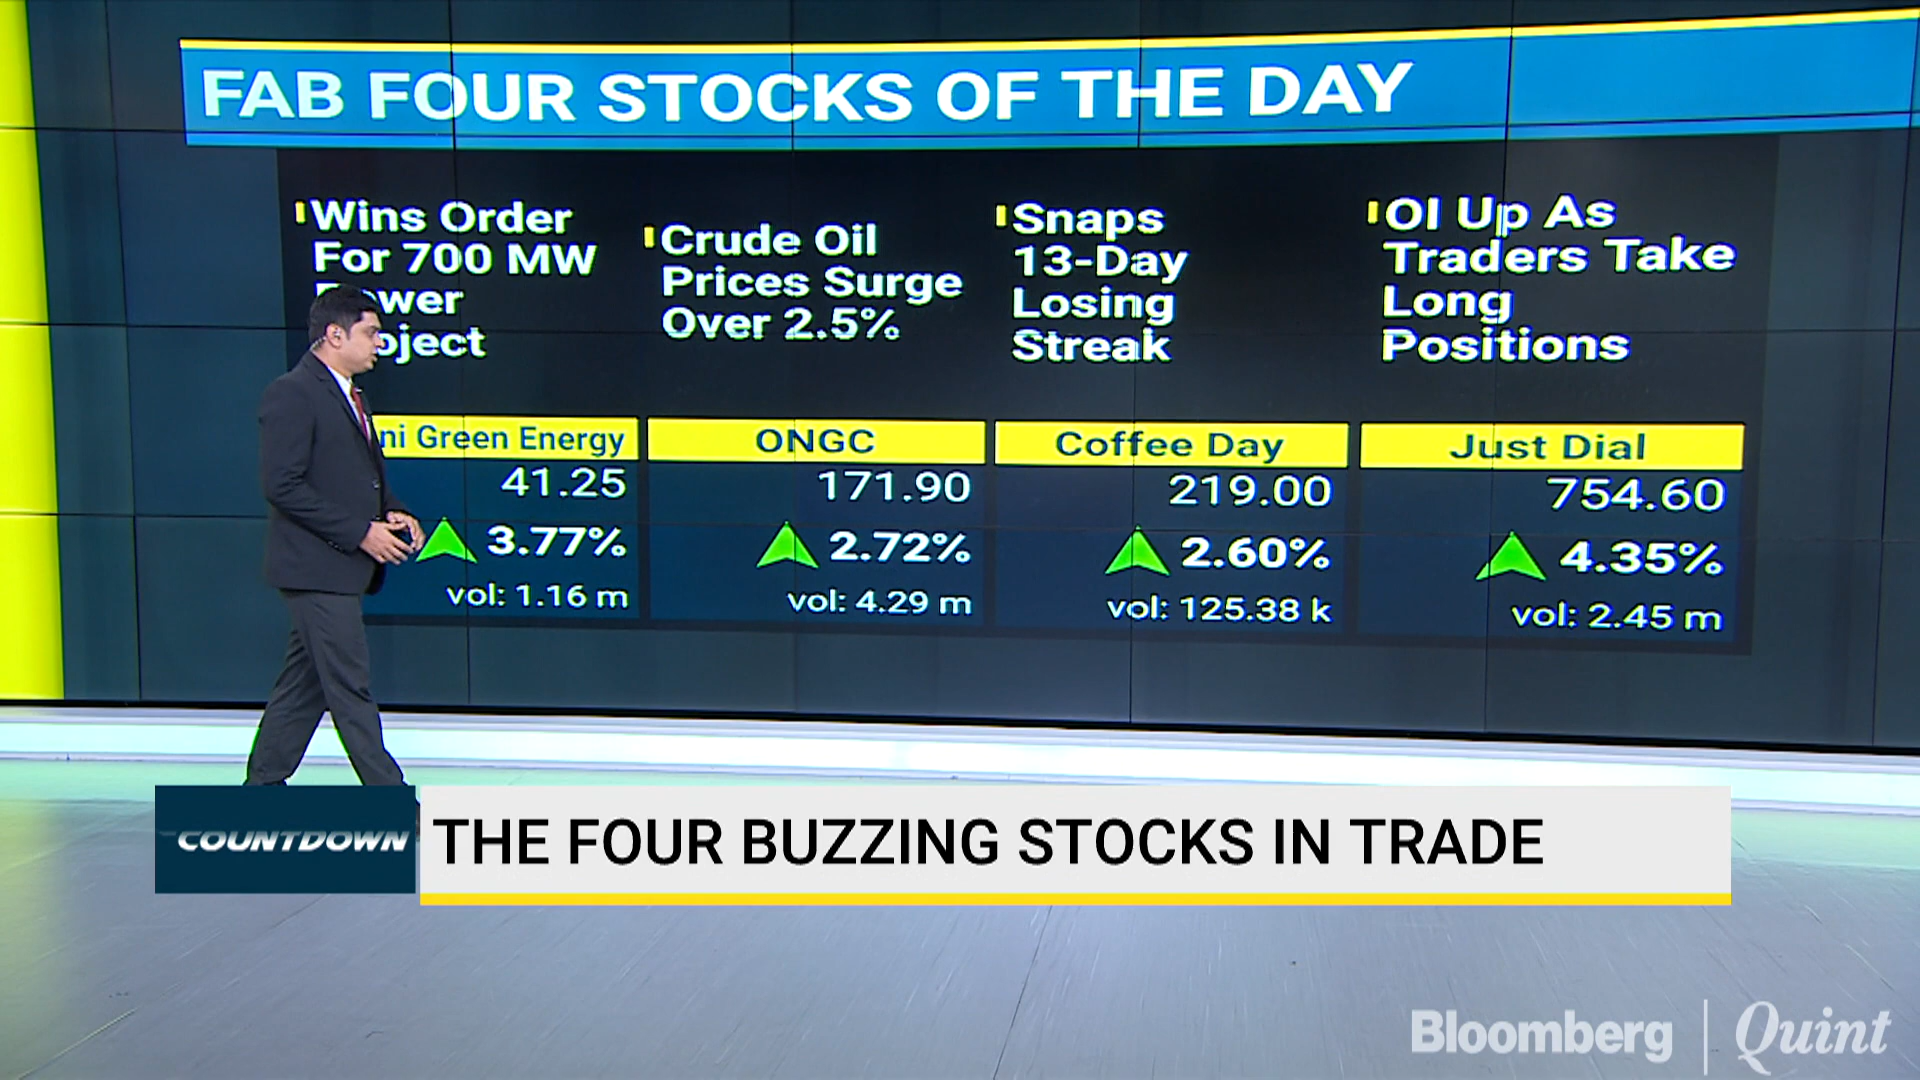 FAB FOUR STOCKS OF THE DAY
Wins Order
For 700 MW
wer
oject
Crude Oil
Prices Surge
Over 2.5%
Snaps
13-Day
Losing
Streak
OI Up As
Traders Take
Long
Positions
ni Green Energy
41.25
3.77%
vol: 1.16 m
ONGC
171.90
2.72%
vol: 4.29 m
Coffee Day
219.00
2.60%
vol: 125.38 k
Just Dial
754.60
4.35%
vol: 2.45 m
COUNTDOWN
THE FOUR BUZZING STOCKS IN TRADE
Bloomberg | Quint